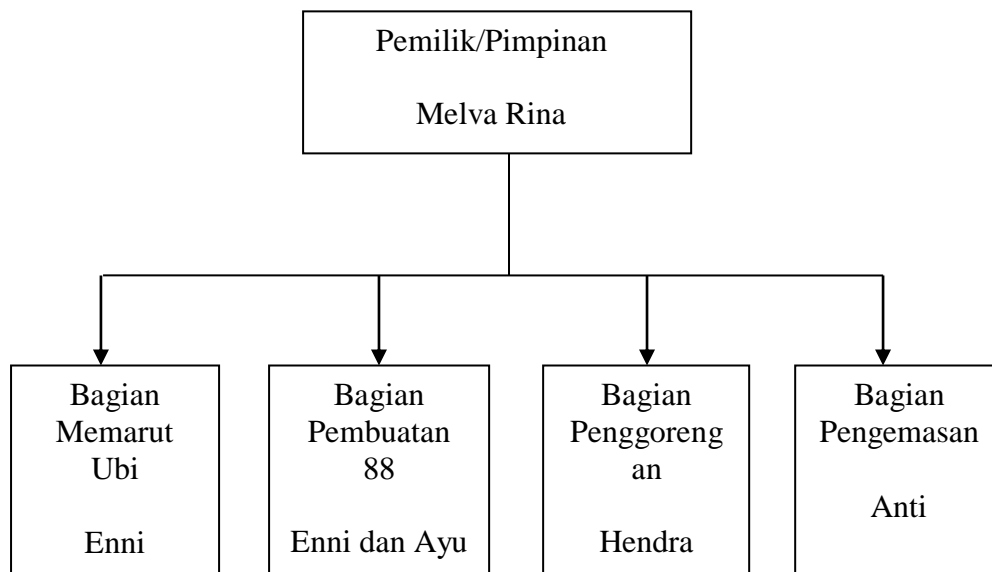 Pemilik/Pimpinan
Melva Rina
Bagian
Memarut
Ubi
Enni
Bagian
Pembuatan
88
Enni dan Ayu
Bagian
Penggoreng
an
Hendra
Bagian
Pengemasan
Anti